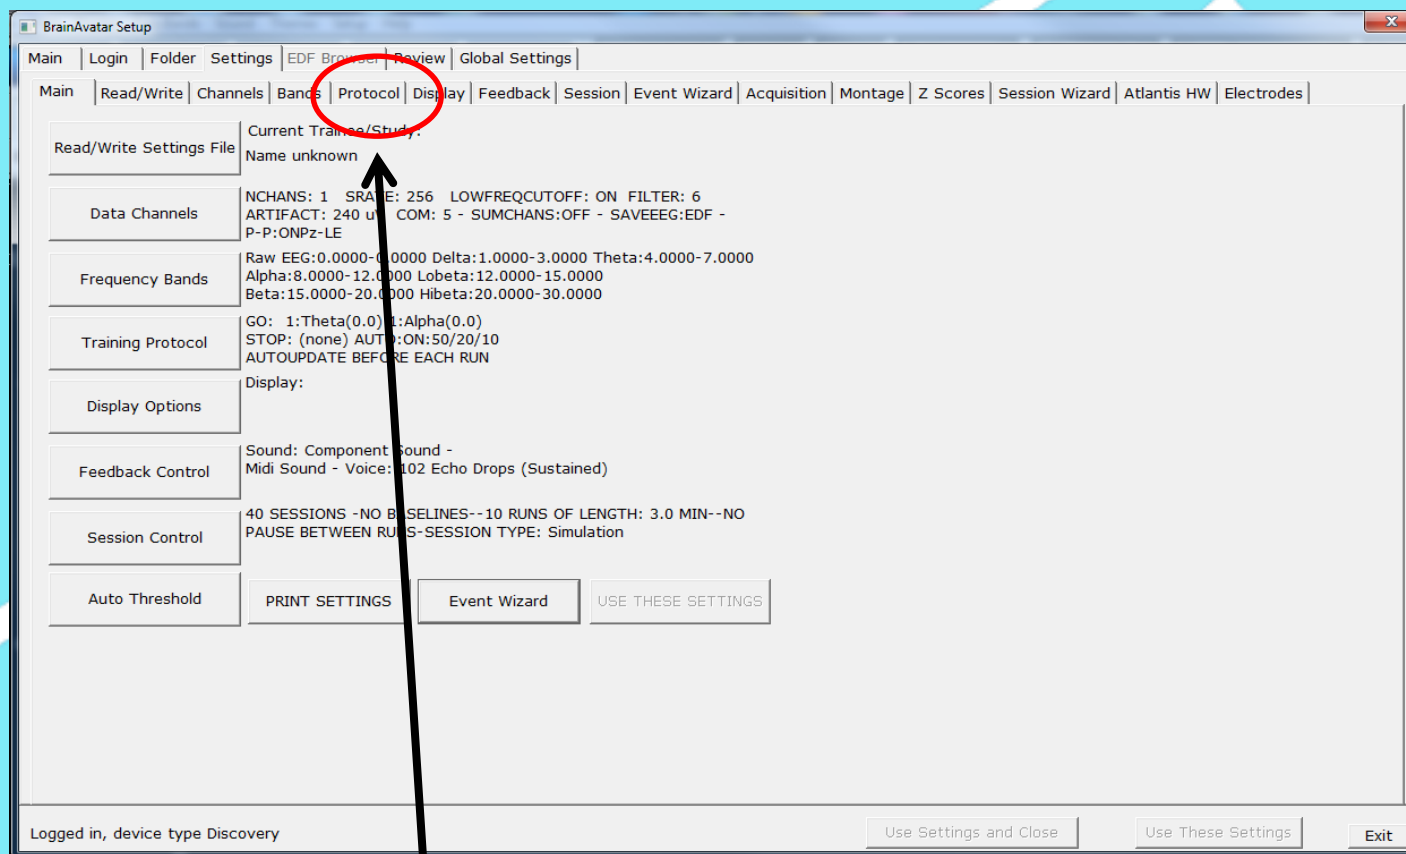 BrainAvatar Setup
x
Main Login Folder Settings EDF Browser Review Global Settings
Main Read/Write Channels Bands Protocol Display Feedback Session Event Wizard Acquisition Montage Z Scores Session Wizard Atlantis HW Electrodes
Read/Write Settings File
Current Trainee/Study:
Name unknown
Data Channels
NCHANS: 1 SRATE: 256 LOWFREQCUTOFF: ON FILTER: 6
ARTIFACT: 240 uV COM: 5 - SUMCHANS:OFF - SAVEEEG:EDF -
P-P:ONPz-LE
Frequency Bands
Raw EEG:0.0000-0.0000 Delta:1.0000-3.0000 Theta:4.0000-7.0000
Alpha:8.0000-12.0000 Lobeta:12.0000-15.0000
Beta:15.0000-20.0000 Hibeta:20.0000-30.0000
Training Protocol
GO: 1:Theta(0.0) 1:Alpha(0.0)
STOP: (none) AUTO:ON:50/20/10
AUTOUPDATE BEFORE EACH RUN
Display Options
Display:
Feedback Control
Sound: Component Sound -
Midi Sound - Voice: 102 Echo Drops (Sustained)
Session Control
40 SESSIONS -NO BASELINES--10 RUNS OF LENGTH: 3.0 MIN--NO
PAUSE BETWEEN RUNS-SESSION TYPE: Simulation
Auto Threshold
PRINT SETTINGS
Event Wizard
USE THESE SETTINGS
Logged in, device type Discovery
Use Settings and Close
Use These Settings
Exit